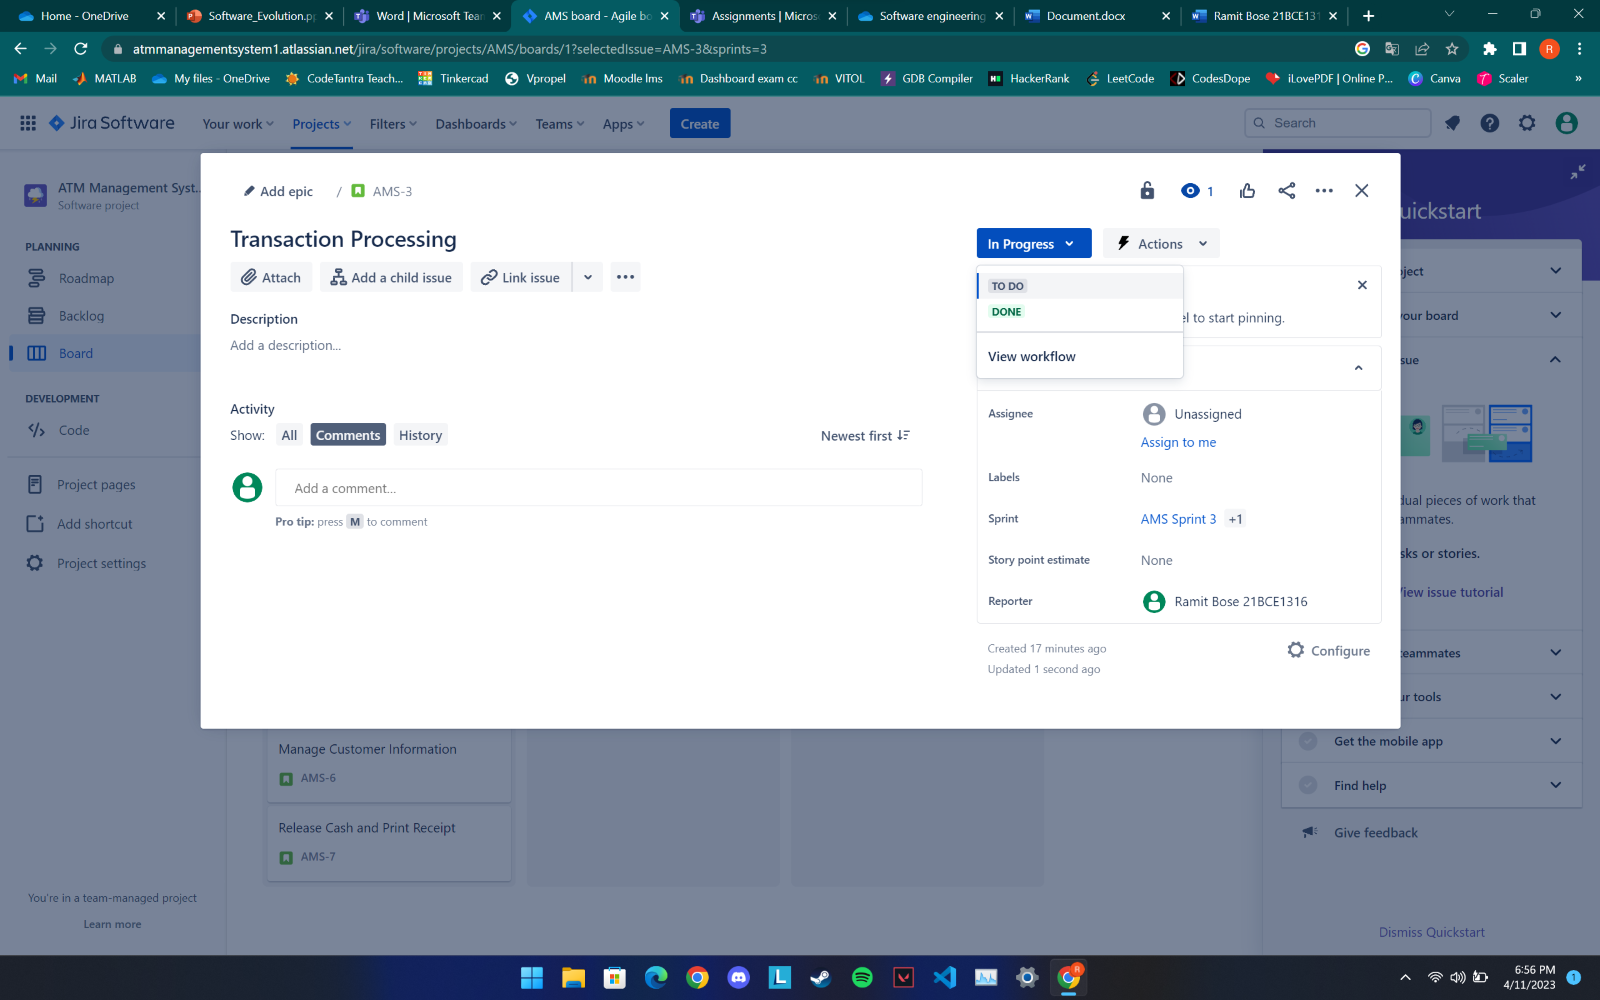 Home - OneDrive
Software_Evolution.pp
Word | Microsoft Tean
AMS board - Agile bo
Assignments | Micros
Software engineering
Document.docx
Ramit Bose 21BCE131
atmmanagementsystem1.atlassian.net/jira/software/projects/AMS/boards/1?selectedIssue=AMS-3&sprints=3
R
Mail
MATLAB
My files - OneDrive
CodeTantra Teach...
Tinkercad
Vpropel
Moodle lms
Dashboard exam cc
VITOL
GDB Compiler
HackerRank
LeetCode
CodesDope
iLovePDF | Online P...
Canva
Scaler
»
Jira Software
Your work
Projects
Filters
Dashboards
Teams
Apps
Create
Search
ATM Management Syst...
Software project
PLANNING
Roadmap
Backlog
Board
DEVELOPMENT
Code
Project pages
Add shortcut
Project settings
You're in a team-managed project
Learn more
Add epic / AMS-3
1
Transaction Processing
Attach
Add a child issue
Link issue
Description
Add a description...
Activity
Show: All Comments History
Newest first
Add a comment...
Pro tip: press M to comment
In Progress
Actions
TO DO
DONE
View workflow
el to start pinning.
Assignee
Unassigned
Assign to me
Labels
None
Sprint
AMS Sprint 3 +1
Story point estimate
None
Reporter
Ramit Bose 21BCE1316
Created 17 minutes ago
Updated 1 second ago
Configure
Manage Customer Information
AMS-6
Release Cash and Print Receipt
AMS-7
uickstart
ject
your board
sue
dual pieces of work that
ammates.
sks or stories.
View issue tutorial
teammates
ur tools
Get the mobile app
Find help
Give feedback
Dismiss Quickstart
6:56 PM
4/11/2023
1